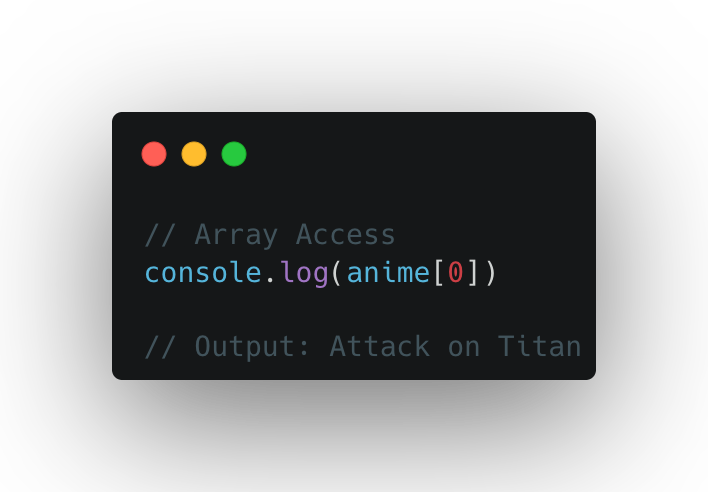 // Array Access
console.log(anime[0])
// Output: Attack on Titan